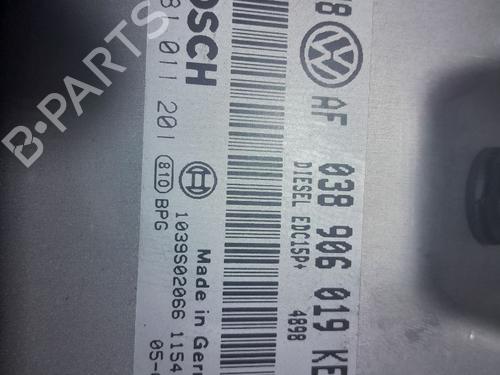 AF 038 906 019 KE
DIESEL EDC15P+
4898
BOSCH
81 011 201
810 BPG
1039S02066 1154
Made in Ger
05-
B-PARTS